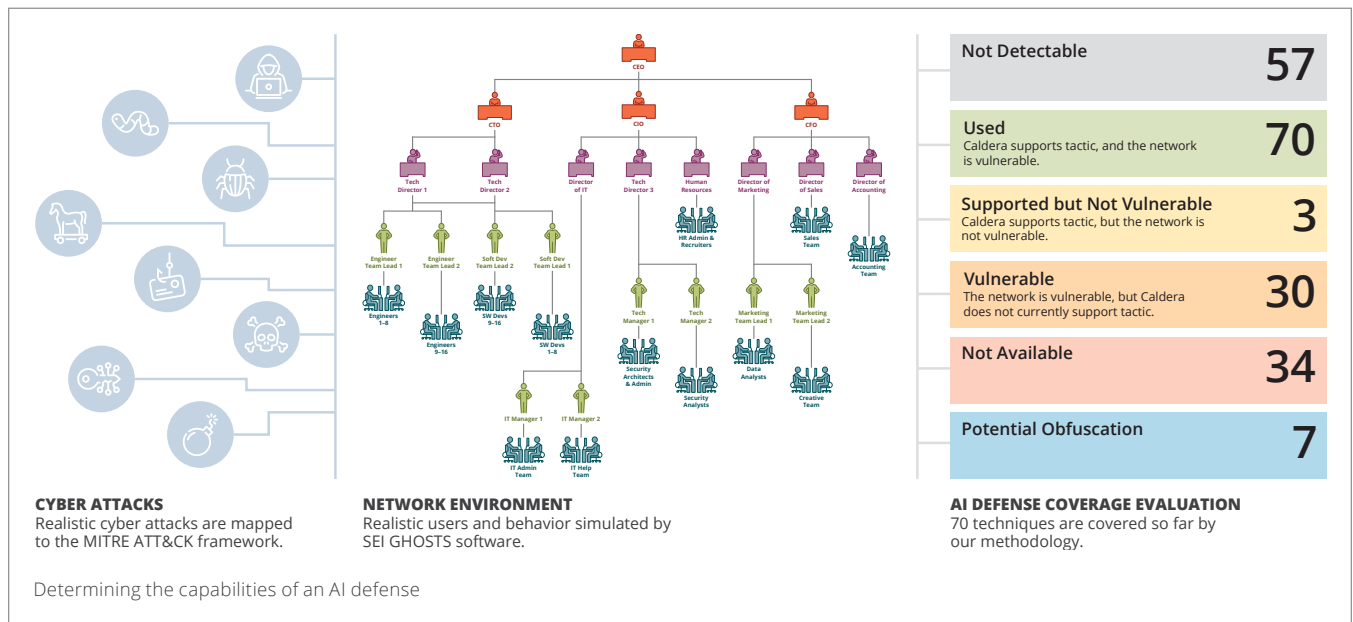 CEO
CTO
CIO
CFO
Tech
Director 1
Tech
Director 2
Director
of IT
Tech
Director 3
Human
Resources
Director of
Marketing
Director
of Sales
Director of
Accounting
HR Admin &
Recruiters
Sales
Team
Accounting
Team
Engineer
Team Lead 1
Engineer
Team Lead 2
Soft Dev
Team Lead 2
Soft Dev
Team Lead 1
Engineers
1–8
Engineers
9–16
SW Devs
9–16
SW Devs
1–8
Tech
Manager 1
Tech
Manager 2
Marketing
Team Lead 1
Marketing
Team Lead 2
Security
Architects
& Admin
Security
Analysts
Data
Analysts
Creative
Team
IT Manager 1
IT Manager 2
IT Admin
Team
IT Help
Team
Not Detectable
57
Used
Caldera supports tactic, and the network
is vulnerable.
70
Supported but Not Vulnerable
Caldera supports tactic, but the network is
not vulnerable.
3
Vulnerable
The network is vulnerable, but Caldera
does not currently support tactic.
30
Not Available
34
Potential Obfuscation
7
CYBER ATTACKS
Realistic cyber attacks are mapped
to the MITRE ATT&CK framework.
NETWORK ENVIRONMENT
Realistic users and behavior simulated by
SEI GHOSTS software.
AI DEFENSE COVERAGE EVALUATION
70 techniques are covered so far by
our methodology.
Determining the capabilities of an AI defense